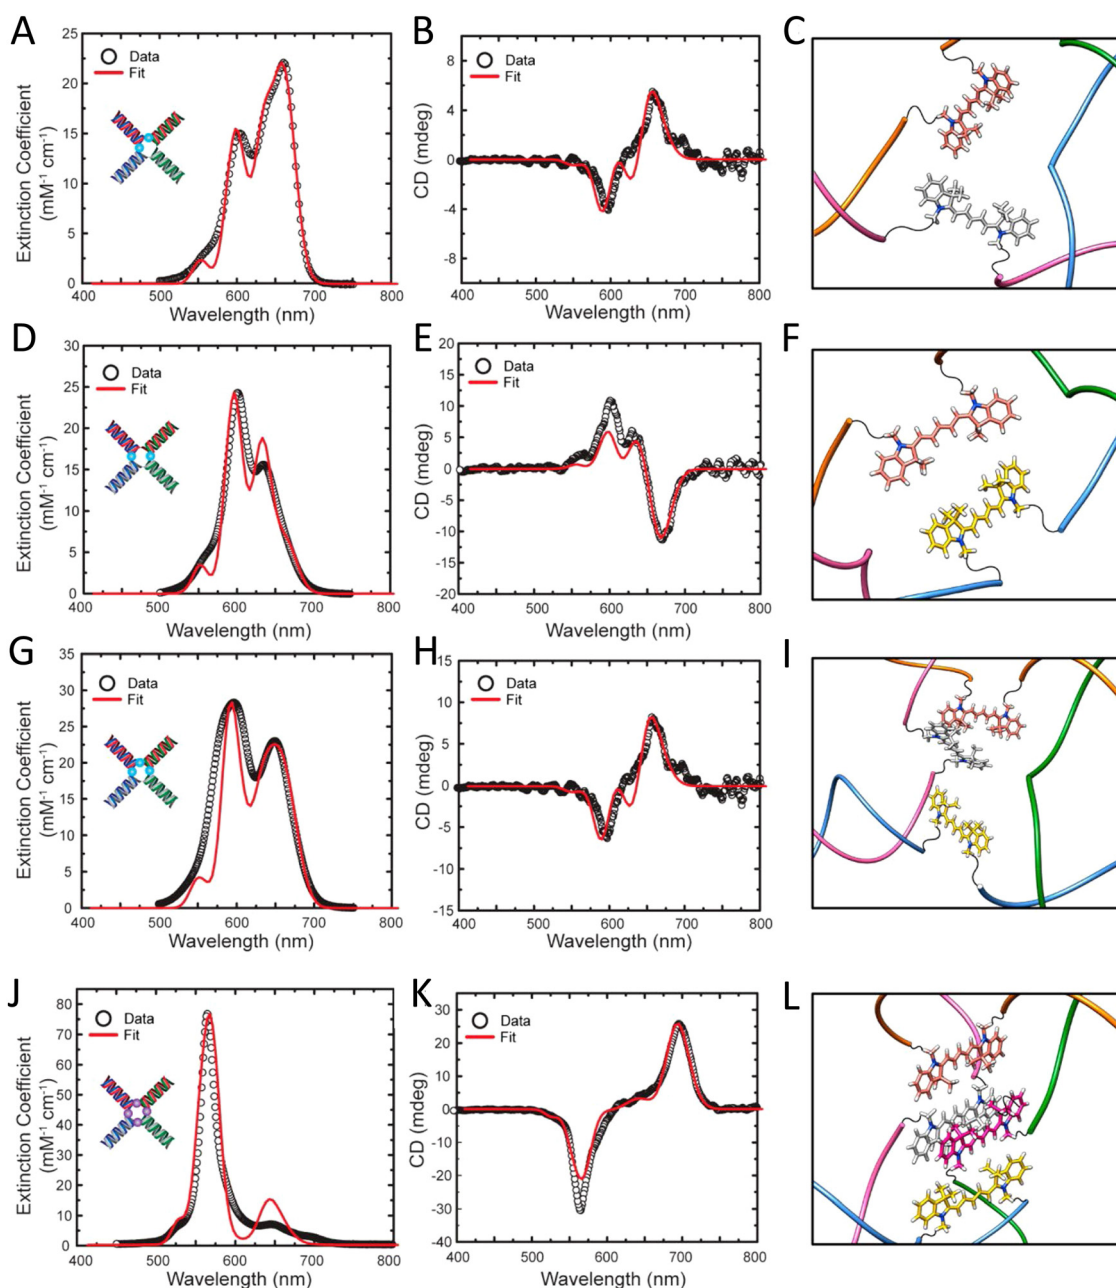 A
Extinction Coefficient
(mM⁻¹ cm⁻¹)
25
20
15
10
5
0
Data
Fit
400 500 600 700 800
Wavelength (nm)
B
CD (mdeg)
8
4
0
-4
-8
Data
Fit
400 500 600 700 800
Wavelength (nm)
C
D
Extinction Coefficient
(mM⁻¹ cm⁻¹)
30
25
20
15
10
5
0
Data
Fit
400 500 600 700 800
Wavelength (nm)
E
CD (mdeg)
20
15
10
5
0
-5
-10
-15
-20
Data
Fit
400 500 600 700 800
Wavelength (nm)
F
G
Extinction Coefficient
(mM⁻¹ cm⁻¹)
35
30
25
20
15
10
5
0
Data
Fit
400 500 600 700 800
Wavelength (nm)
H
CD (mdeg)
15
10
5
0
-5
-10
-15
Data
Fit
400 500 600 700 800
Wavelength (nm)
I
J
Extinction Coefficient
(mM⁻¹ cm⁻¹)
80
70
60
50
40
30
20
10
0
Data
Fit
400 500 600 700 800
Wavelength (nm)
K
CD (mdeg)
30
20
10
0
-10
-20
-30
-40
Data
Fit
400 500 600 700 800
Wavelength (nm)
L